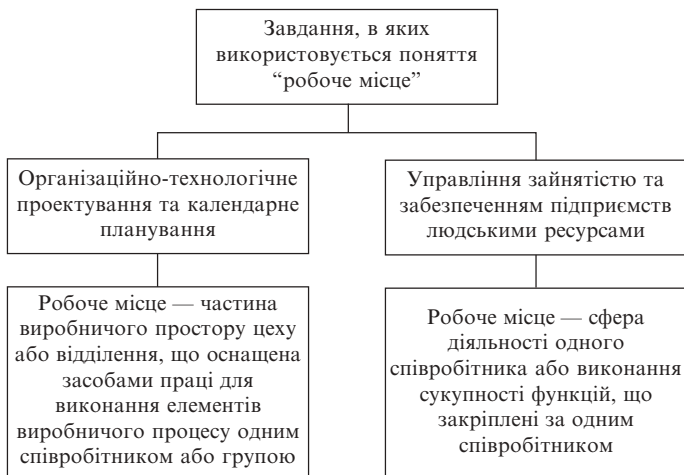 Завдання, в яких
використовується поняття
“робоче місце”
Організаційно-технологічне
проектування та календарне
планування
Управління зайнятістю та
забезпеченням підприємств
людськими ресурсами
Робоче місце — частина
виробничого простору цеху
або відділення, що оснащена
засобами праці для
виконання елементів
виробничого процесу одним
співробітником або групою
Робоче місце — сфера
діяльності одного
співробітника або виконання
сукупності функцій, що
закріплені за одним
співробітником